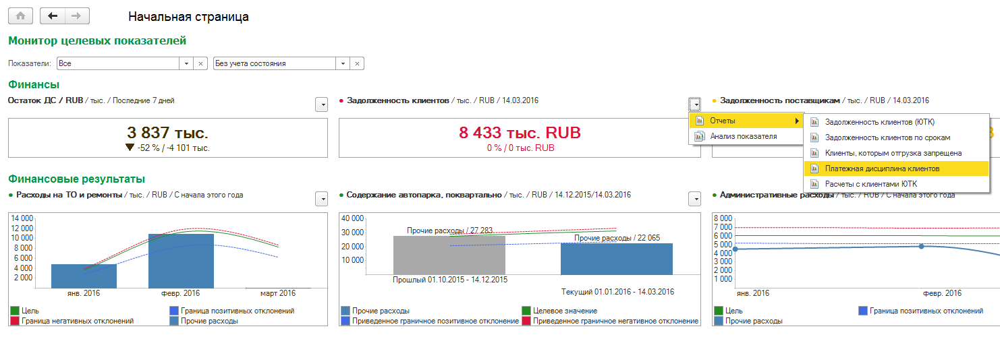 Начальная страница
Монитор целевых показателей
Показатели: Все Без учета состояния
Финансы
Остаток ДС / RUB / тыс. / Последние 7 дней
3 837 тыс.
-52 % / -4 101 тыс.
Задолженность клиентов / тыс. / RUB / 14.03.2016
8 433 тыс. RUB
0 % / 0 тыс. RUB
Задолженность поставщикам / тыс. / RUB / 14.03.2016
Отчеты
Анализ показателя
Задолженность клиентов (ЮТК)
Задолженность клиентов по срокам
Клиенты, которым отгрузка запрещена
Платежная дисциплина клиентов
Расчеты с клиентами ЮТК
Финансовые результаты
Расходы на ТО и ремонты / тыс. / RUB / С начала этого года
14 000
12 000
10 000
8 000
6 000
4 000
2 000
янв. 2016 февр. 2016 март 2016
Цель Граница позитивных отклонений
Граница негативных отклонений Прочие расходы
Содержание автопарка, поквартально / тыс. / RUB / 14.12.2015/14.03.2016
40 000
30 000
20 000
10 000
Прочие расходы / 27 283
Прочие расходы / 22 065
Прошлый 01.10.2015 - 14.12.2015
Текущий 01.01.2016 - 14.03.2016
Прочие расходы Целевое значение
Приведенное граничное позитивное отклонение Приведенное граничное негативное отклонение
Административные расходы / тыс. / RUB / С начала этого года
8 000
7 000
6 000
5 000
4 000
3 000
2 000
1 000
янв. 2016 февр. 2016
Цель Граница позитивных отклонений
Прочие расходы